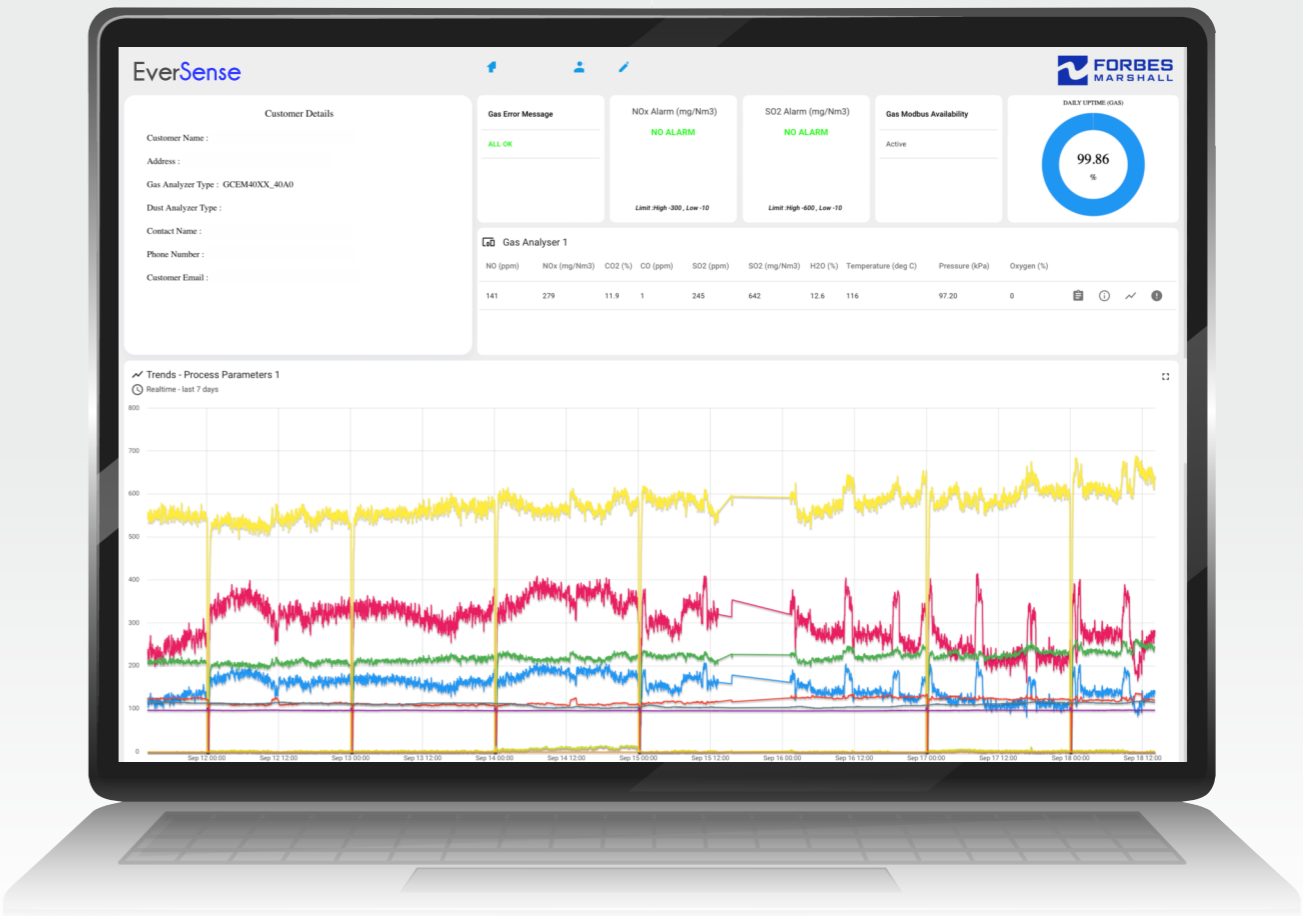 EverSense
FORBES
MARSHALL
Customer Details
Customer Name :
Address :
Gas Analyzer Type : GCEM40XX_40A0
Dust Analyzer Type :
Contact Name :
Phone Number :
Customer Email :
Gas Error Message
ALL OK
NOx Alarm (mg/Nm3)
NO ALARM
Limit :High -300 , Low -10
SO2 Alarm (mg/Nm3)
NO ALARM
Limit :High -600 , Low -10
Gas Modbus Availability
Active
DAILY UPTIME (GAS)
99.86
%
Gas Analyser 1
NO (ppm) NOx (mg/Nm3) CO2 (%) CO (ppm) SO2 (ppm) SO2 (mg/Nm3) H2O (%) Temperature (deg C) Pressure (kPa) Oxygen (%)
141 279 11.9 1 245 642 12.6 116 97.20 0
Trends - Process Parameters 1
Realtime - last 7 days
800
700
600
500
400
300
200
100
0
Sep 12 00:00 Sep 12 12:00 Sep 13 00:00 Sep 13 12:00 Sep 14 00:00 Sep 14 12:00 Sep 15 00:00 Sep 15 12:00 Sep 16 00:00 Sep 16 12:00 Sep 17 00:00 Sep 17 12:00 Sep 18 00:00 Sep 18 12:00